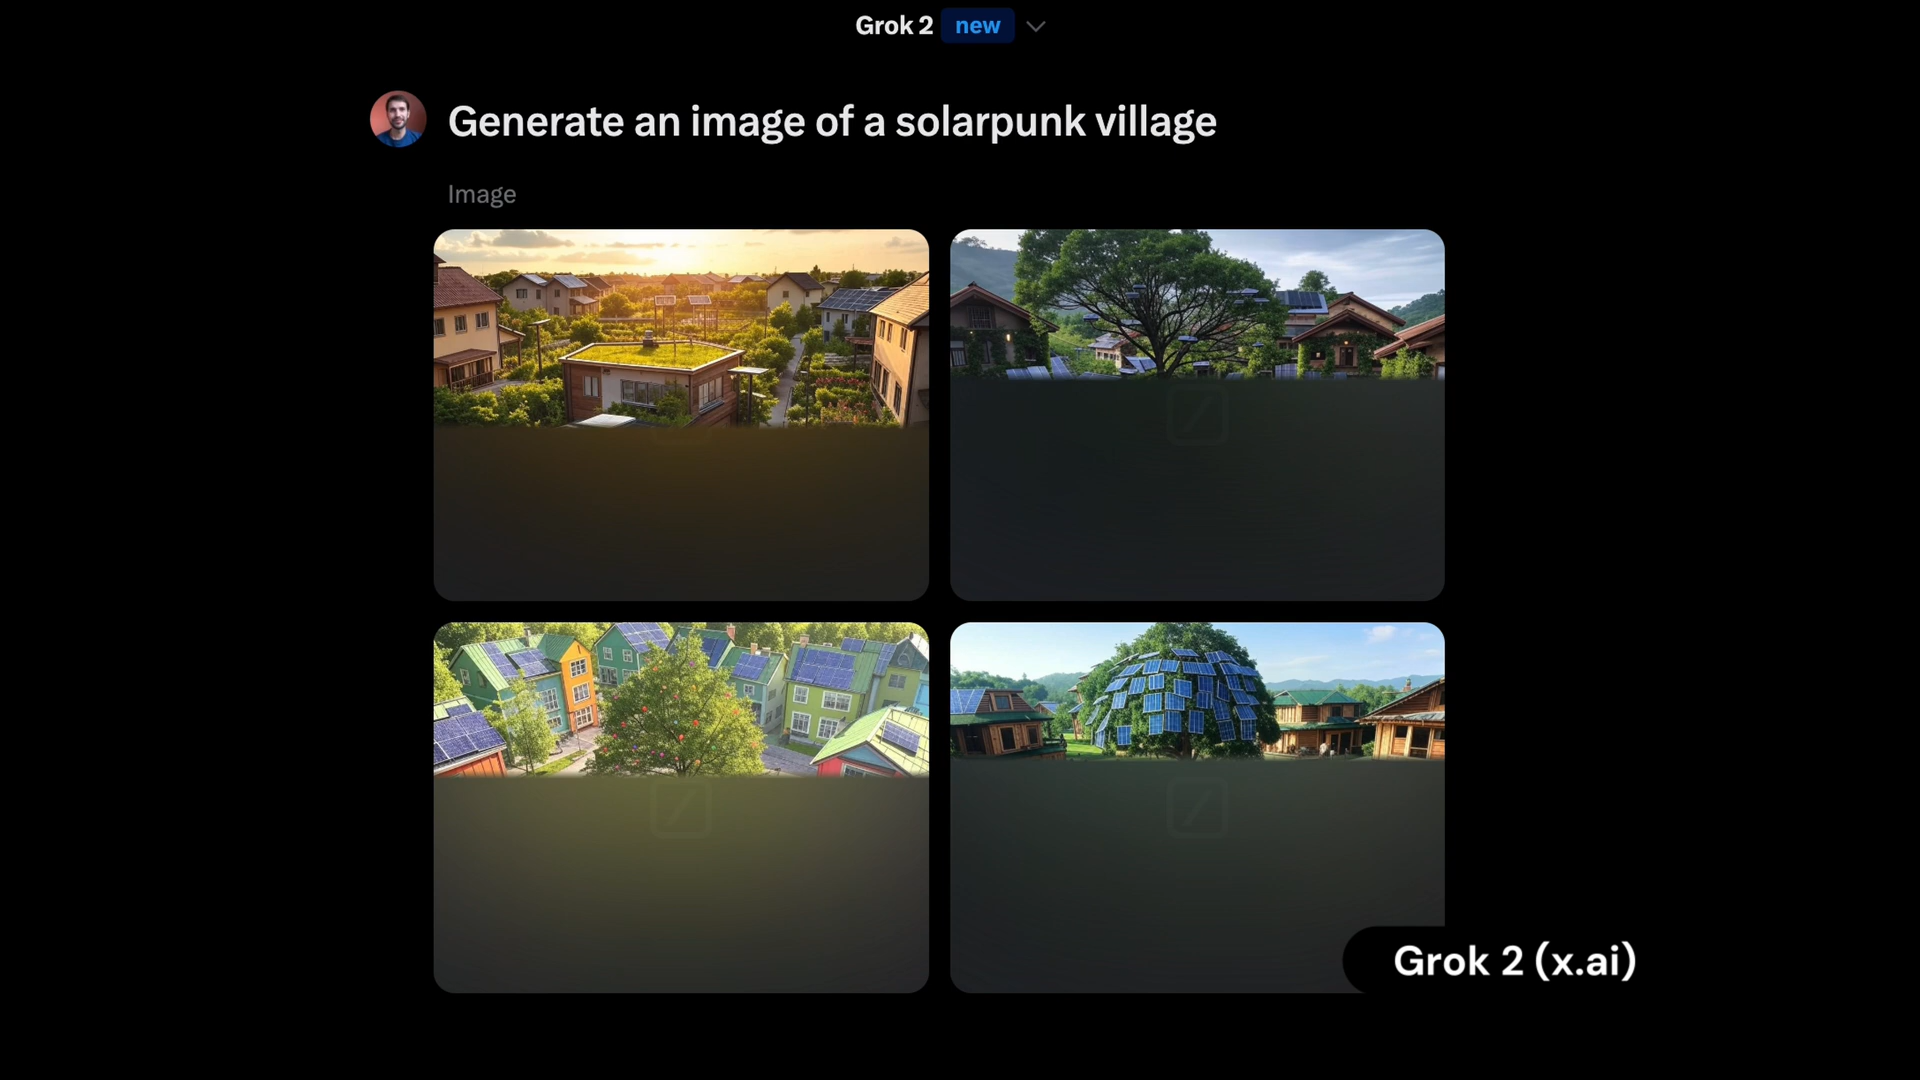 Grok 2 new
Generate an image of a solarpunk village
Image
Grok 2 (x.ai)